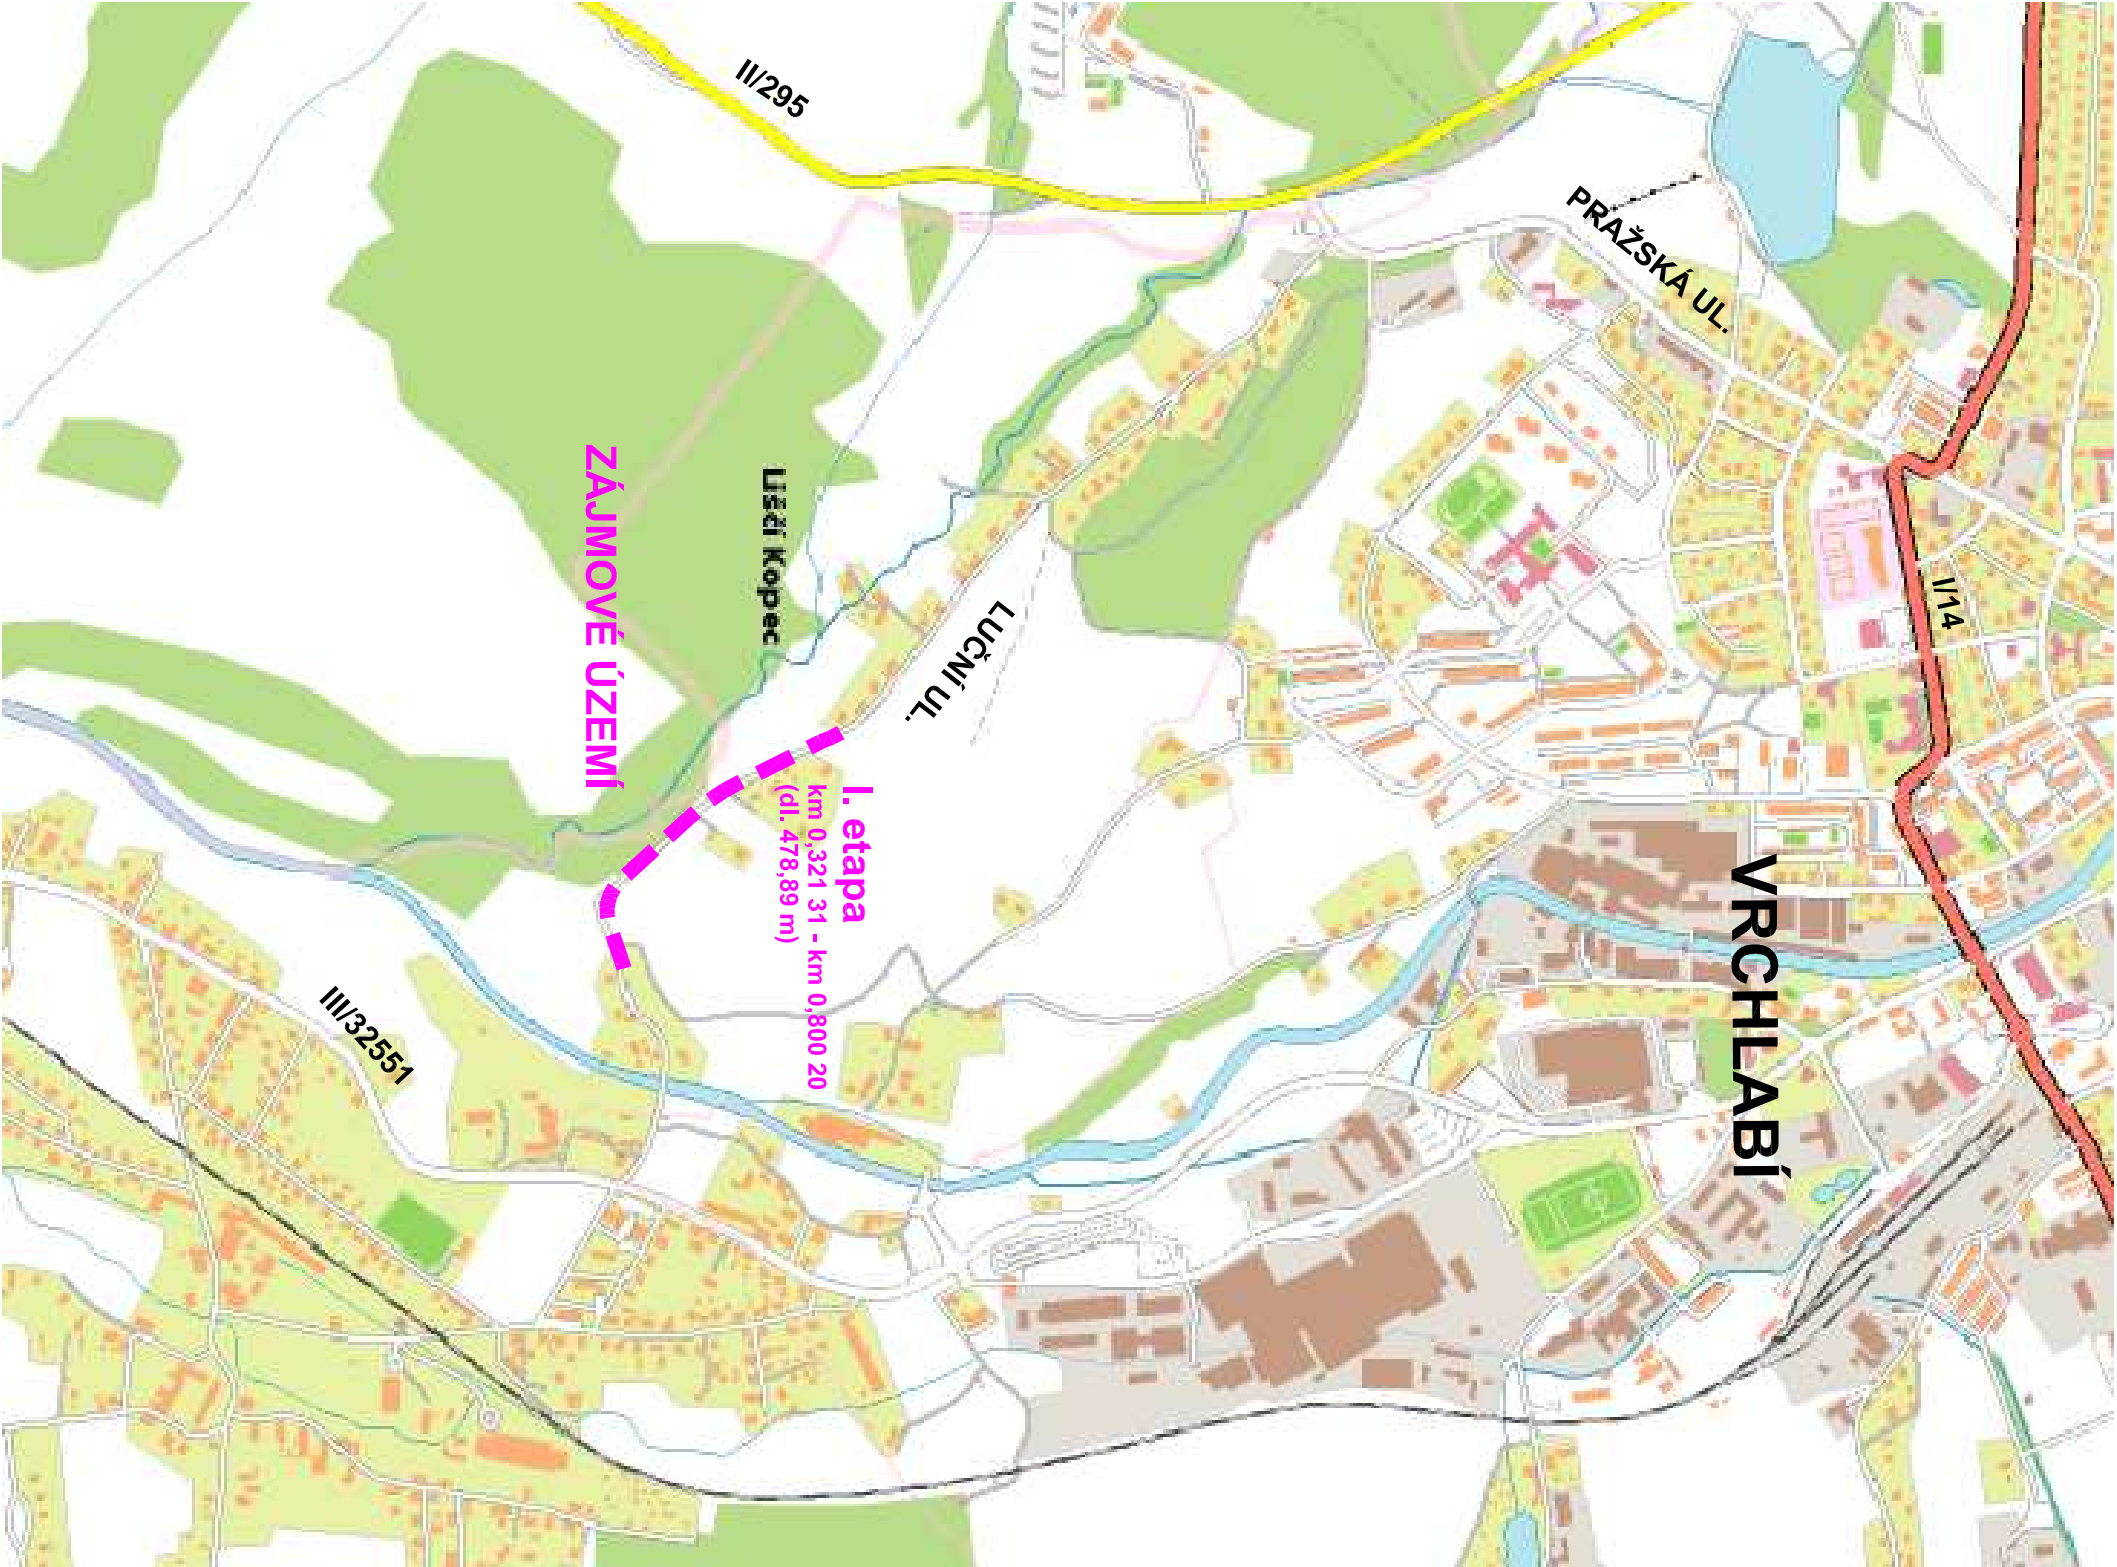 II/295
PRAŽSKÁ UL.
I/14
Liščí Kopec
ZÁJMOVÉ ÚZEMÍ
LUČNÍ UL.
I. etapa
km 0,321 31 - km 0,800 20
(dl. 478,89 m)
VRCHLABÍ
III/32551